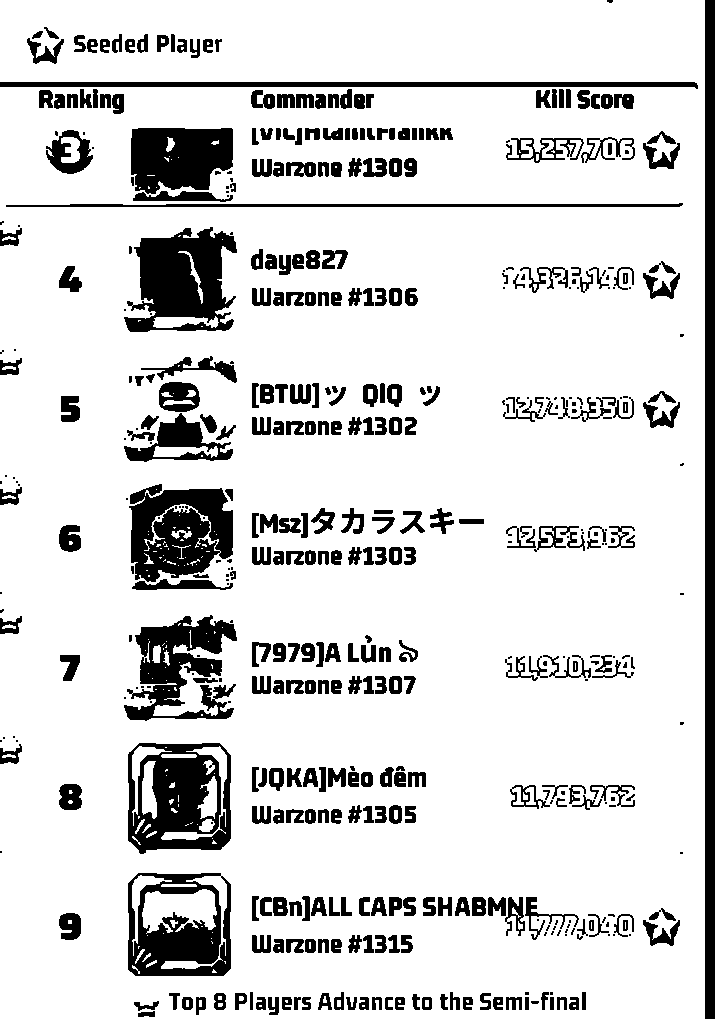 Seeded Player
Ranking Commander Kill Score
3 15,257,706
Warzone #1309
daye827
4 14,326,140
Warzone #1306
[BTW]ツ QIQ ツ
5 12,748,350
Warzone #1302
[Msz]タカラスキー
6 12,553,962
Warzone #1303
[7979]A Lủn
7 11,910,234
Warzone #1307
[JQKA]Mèo đêm
8 11,793,762
Warzone #1305
[CBn]ALL CAPS SHABMNE
9 11,777,040
Warzone #1315
Top 8 Players Advance to the Semi-final